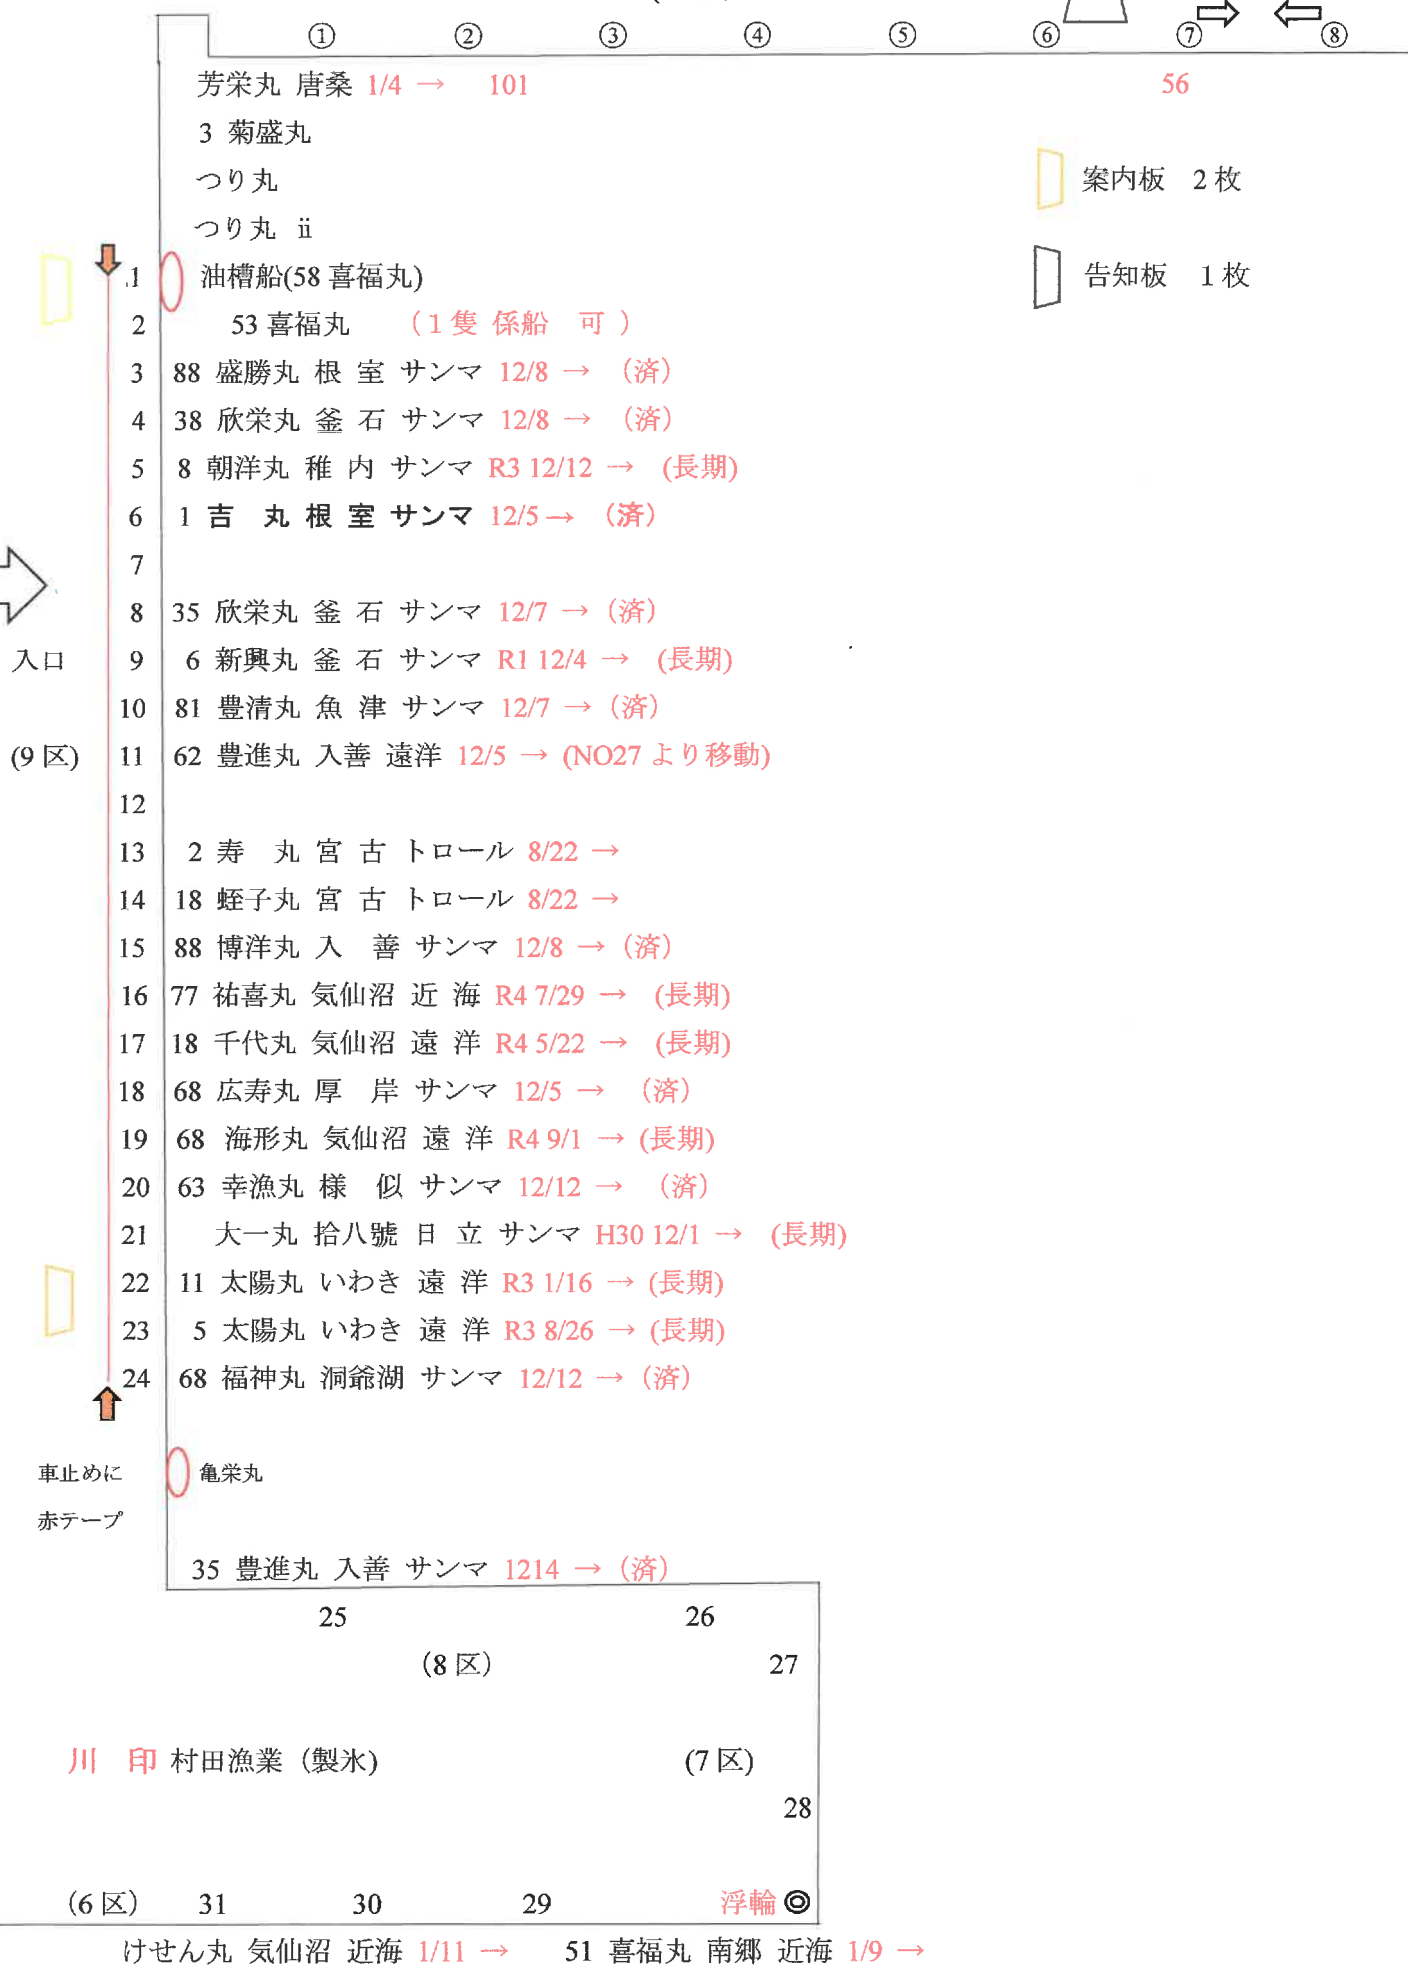 ① ② ③ ④ ⑤ ⑥ ⑦ ⑧
芳栄丸 唐桑 1/4 → 101 56
3 菊盛丸
つり丸
案内板 2枚
つり丸 ⅱ
1 油槽船(58喜福丸)
告知板 1枚
2 53喜福丸 (1隻 係船 可)
3 88 盛勝丸 根 室 サンマ 12/8 → (済)
4 38 欣栄丸 釜 石 サンマ 12/8 → (済)
5 8 朝洋丸 稚 内 サンマ R3 12/12 → (長期)
6 1 吉 丸 根 室 サンマ 12/5→ (済)
7
8 35 欣栄丸 釜 石 サンマ 12/7 → (済)
入口 9 6 新興丸 釜 石 サンマ R1 12/4 → (長期)
10 81 豊清丸 魚 津 サンマ 12/7 → (済)
(9区) 11 62 豊進丸 入善 遠洋 12/5 → (NO27より移動)
12
13 2 寿 丸 宮 古 トロール 8/22 →
14 18 蛭子丸 宮 古 トロール 8/22 →
15 88 博洋丸 入 善 サンマ 12/8 → (済)
16 77 祐喜丸 気仙沼 近 海 R4 7/29 → (長期)
17 18 千代丸 気仙沼 遠 洋 R4 5/22 → (長期)
18 68 広寿丸 厚 岸 サンマ 12/5 → (済)
19 68 海形丸 気仙沼 遠 洋 R4 9/1 → (長期)
20 63 幸漁丸 様 似 サンマ 12/12 → (済)
21 大一丸 拾八號 日 立 サンマ H30 12/1 → (長期)
22 11 太陽丸 いわき 遠 洋 R3 1/16 → (長期)
23 5 太陽丸 いわき 遠 洋 R3 8/26 → (長期)
24 68 福神丸 洞爺湖 サンマ 12/12 → (済)
車止めに 亀栄丸
赤テープ
35 豊進丸 入善 サンマ 1214 → (済)
25 26
(8区) 27
川 印 村田漁業 (製氷) (7区)
28
(6区) 31 30 29 浮輪◎
けせん丸 気仙沼 近海 1/11 → 51 喜福丸 南郷 近海 1/9 →